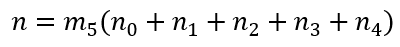 n = m₅(n₀ + n₁ + n₂ + n₃ + n₄)